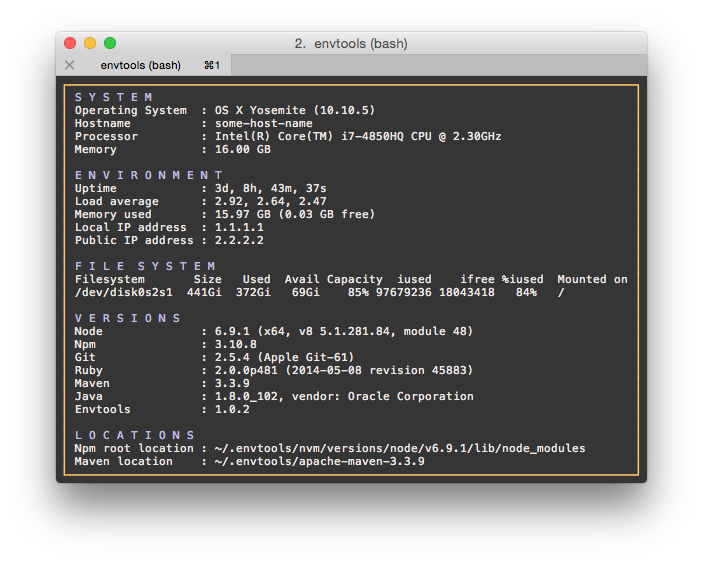 2. envtools (bash)
envtools (bash) ⌘1
SYSTEM
Operating System : OS X Yosemite (10.10.5)
Hostname : some-host-name
Processor : Intel(R) Core(TM) i7-4850HQ CPU @ 2.30GHz
Memory : 16.00 GB
ENVIRONMENT
Uptime : 3d, 8h, 43m, 37s
Load average : 2.92, 2.64, 2.47
Memory used : 15.97 GB (0.03 GB free)
Local IP address : 1.1.1.1
Public IP address : 2.2.2.2
FILE SYSTEM
Filesystem Size Used Avail Capacity iused ifree %iused Mounted on
/dev/disk0s2s1 441Gi 372Gi 69Gi 85% 97679236 18043418 84% /
VERSIONS
Node : 6.9.1 (x64, v8 5.1.281.84, module 48)
Npm : 3.10.8
Git : 2.5.4 (Apple Git-61)
Ruby : 2.0.0p481 (2014-05-08 revision 45883)
Maven : 3.3.9
Java : 1.8.0_102, vendor: Oracle Corporation
Envtools : 1.0.2
LOCATIONS
Npm root location : ~/.envtools/nvm/versions/node/v6.9.1/lib/node_modules
Maven location : ~/.envtools/apache-maven-3.3.9